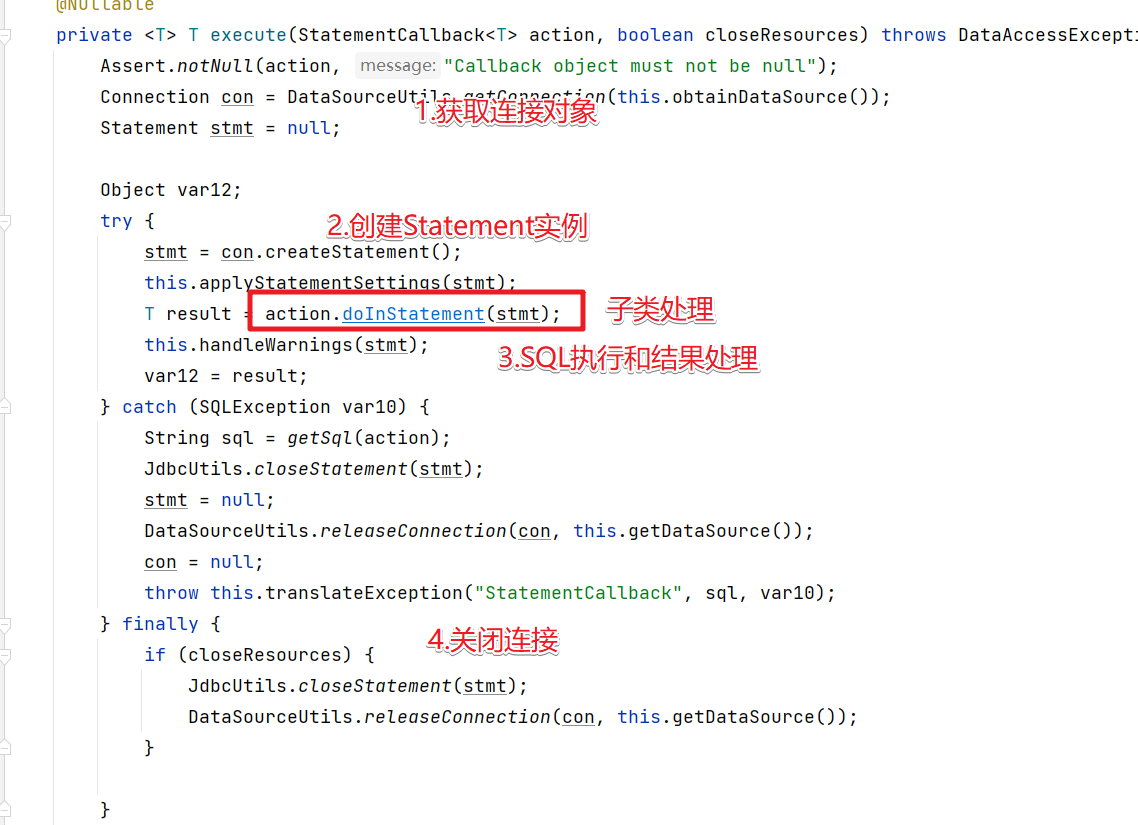 @Nullable
private <T> T execute(StatementCallback<T> action, boolean closeResources) throws DataAccessExcepti
Assert.notNull(action, message: "Callback object must not be null");
Connection con = DataSourceUtils.getConnection(this.obtainDataSource());
1.获取连接对象
Statement stmt = null;
Object var12;
try {
2.创建Statement实例
stmt = con.createStatement();
this.applyStatementSettings(stmt);
T result = action.doInStatement(stmt);
子类处理
this.handleWarnings(stmt);
3.SQL执行和结果处理
var12 = result;
} catch (SQLException var10) {
String sql = getSql(action);
JdbcUtils.closeStatement(stmt);
stmt = null;
DataSourceUtils.releaseConnection(con, this.getDataSource());
con = null;
throw this.translateException("StatementCallback", sql, var10);
} finally {
4.关闭连接
if (closeResources) {
JdbcUtils.closeStatement(stmt);
DataSourceUtils.releaseConnection(con, this.getDataSource());
}
}